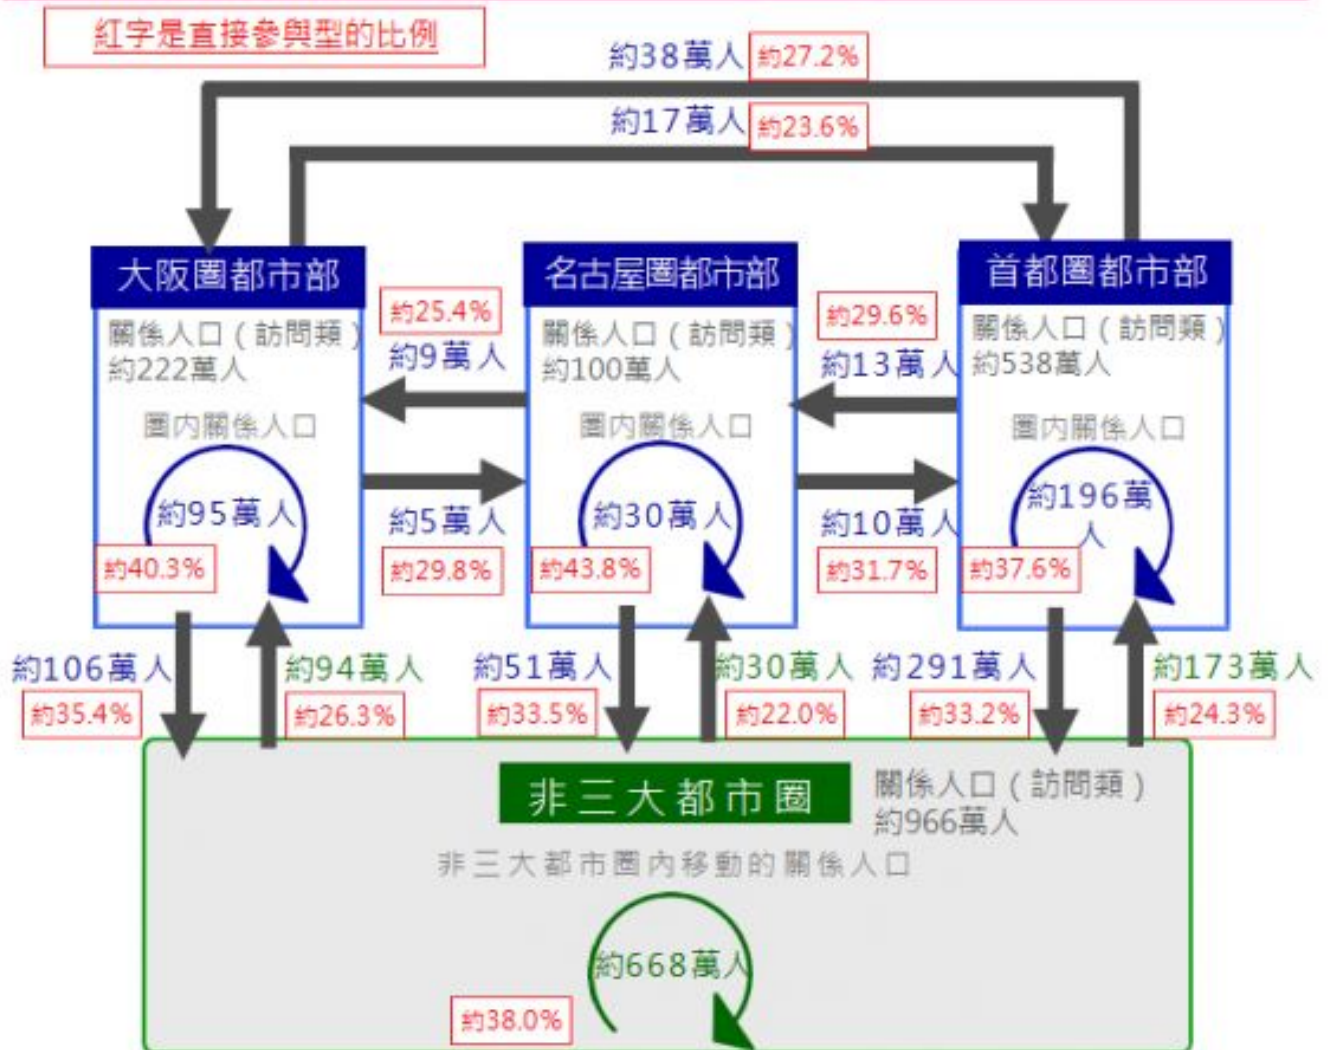 紅字是直接參與型的比例
約38萬人 約27.2%
約17萬人 約23.6%
大阪圈都市部
關係人口（訪問類）
約222萬人
圈内關係人口
約95萬人
約40.3%
約25.4%
約9萬人
約5萬人
約29.8%
名古屋圈都市部
關係人口（訪問類）
約100萬人
圈内關係人口
約30萬人
約43.8%
約29.6%
約13萬人
約10萬人
約31.7%
首都圈都市部
關係人口（訪問類）
約538萬人
圈内關係人口
約196萬
人
約37.6%
約106萬人
約35.4%
約94萬人
約26.3%
約51萬人
約33.5%
約30萬人
約22.0%
約291萬人
約33.2%
約173萬人
約24.3%
非三大都市圈
關係人口（訪問類）
約966萬人
非三大都市圈内移動的關係人口
約668萬人
約38.0%